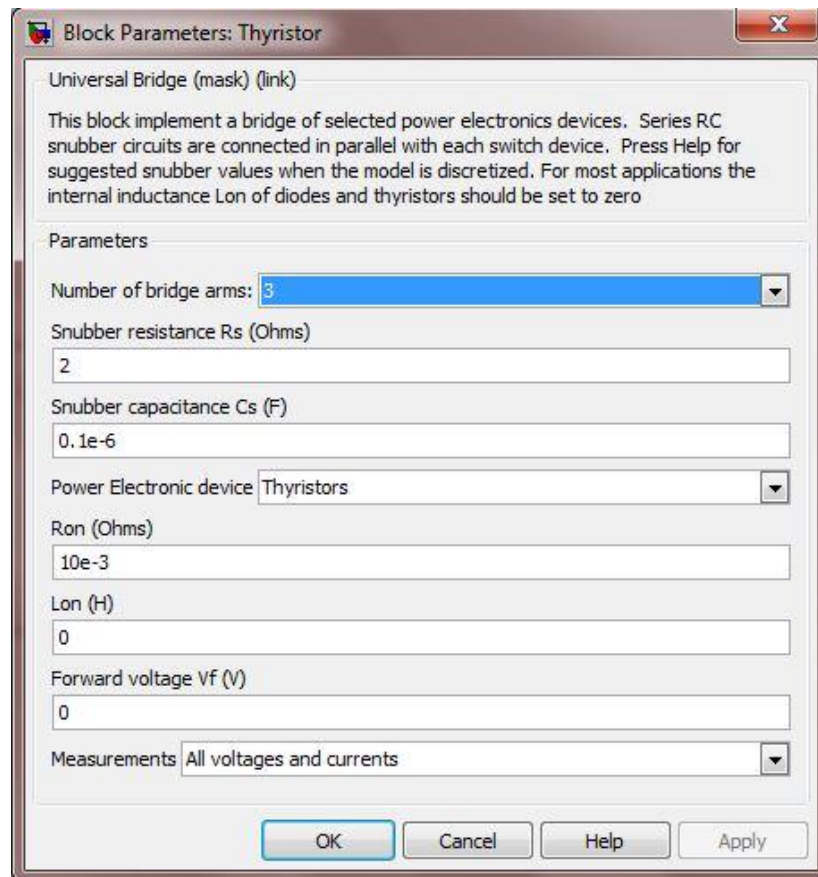 Block Parameters: Thyristor
Universal Bridge (mask) (link)
This block implement a bridge of selected power electronics devices. Series RC
snubber circuits are connected in parallel with each switch device. Press Help for
suggested snubber values when the model is discretized. For most applications the
internal inductance Lon of diodes and thyristors should be set to zero
Parameters
Number of bridge arms: 3
Snubber resistance Rs (Ohms)
2
Snubber capacitance Cs (F)
0.1e-6
Power Electronic device Thyristors
Ron (Ohms)
10e-3
Lon (H)
0
Forward voltage Vf (V)
0
Measurements All voltages and currents
OK Cancel Help Apply